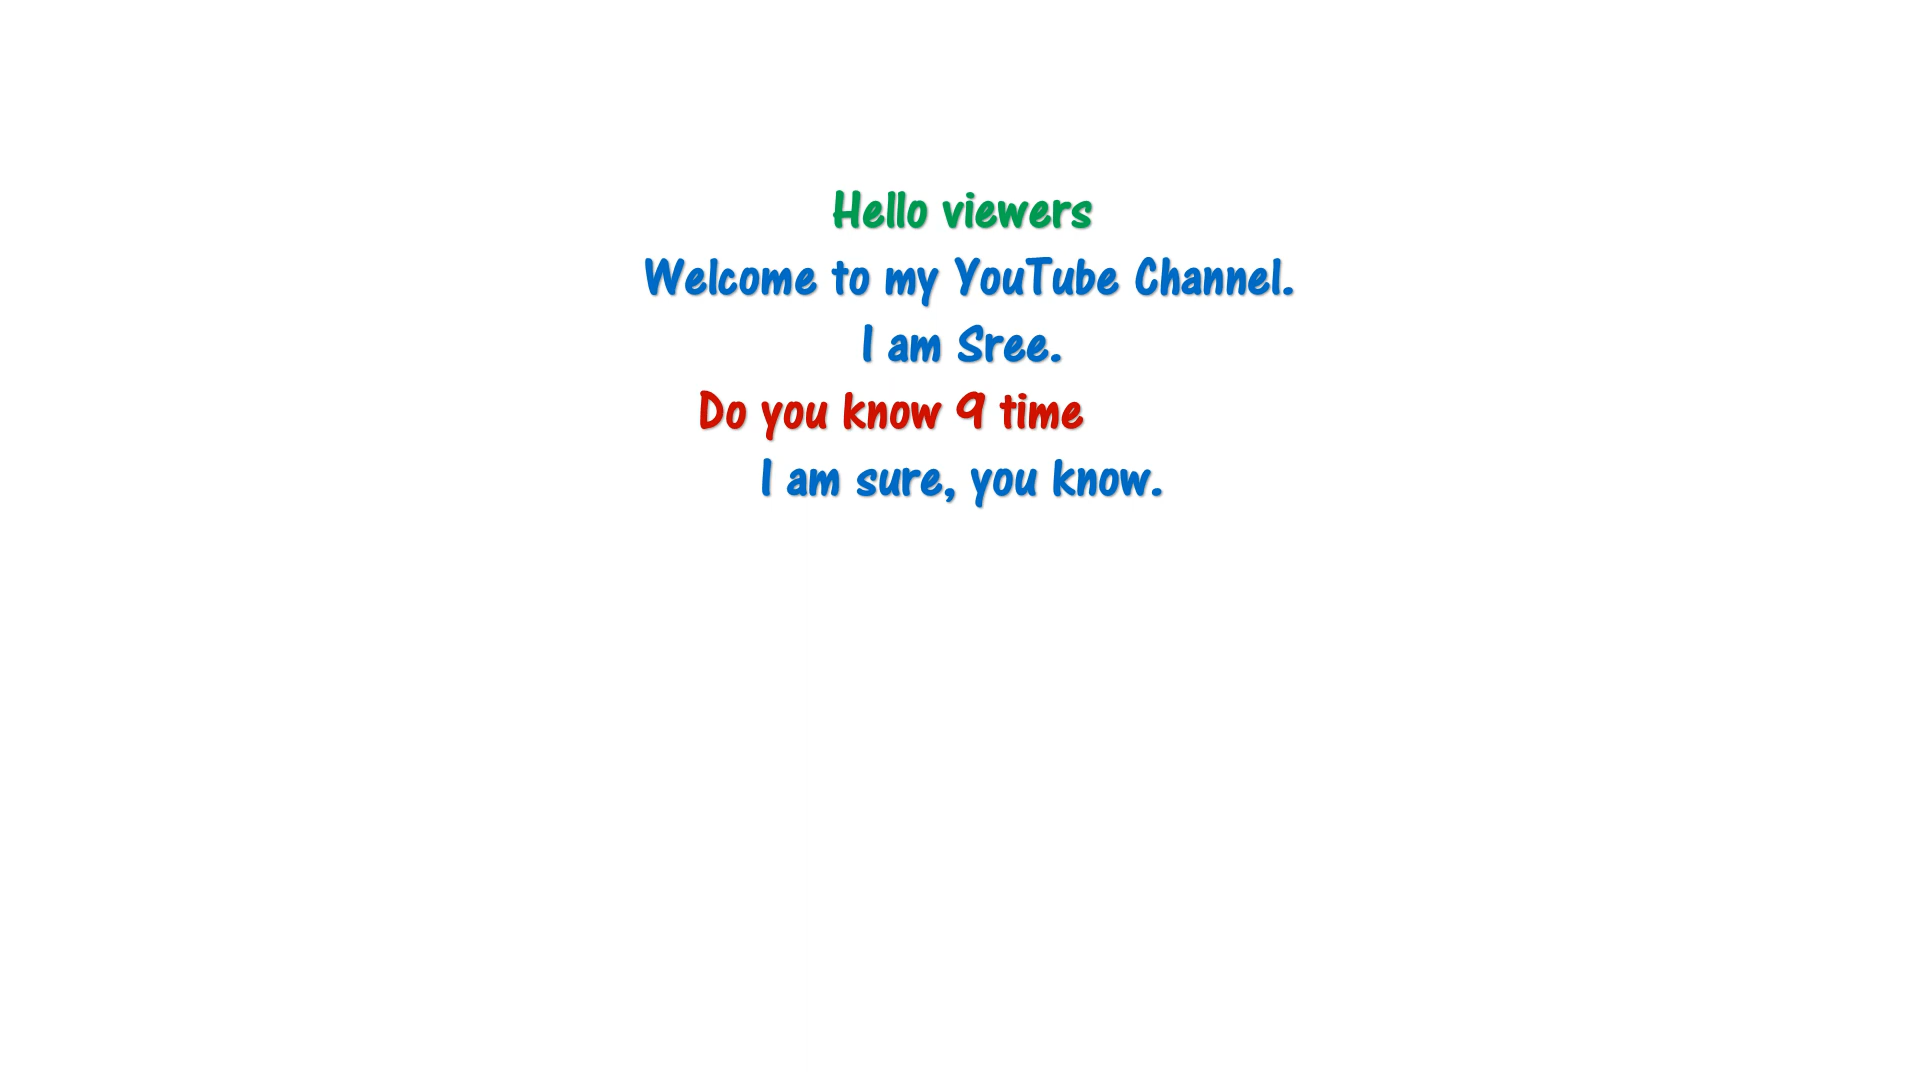 Hello viewers
Welcome to my YouTube Channel.
I am Sree.
Do you know 9 time
I am sure, you know.